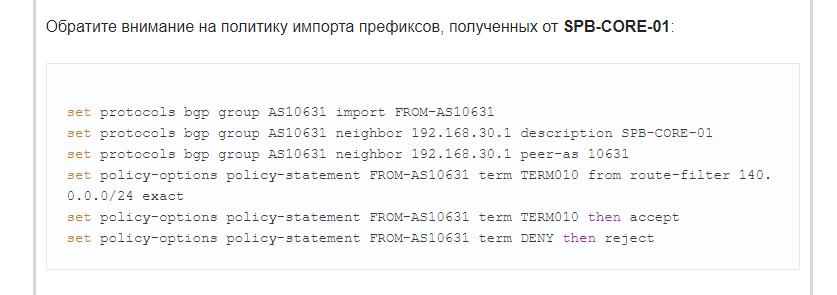 Обратите внимание на политику импорта префиксов, полученных от SPB-CORE-01:
set protocols bgp group AS10631 import FROM-AS10631
set protocols bgp group AS10631 neighbor 192.168.30.1 description SPB-CORE-01
set protocols bgp group AS10631 neighbor 192.168.30.1 peer-as 10631
set policy-options policy-statement FROM-AS10631 term TERM010 from route-filter 140.
0.0.0/24 exact
set policy-options policy-statement FROM-AS10631 term TERM010 then accept
set policy-options policy-statement FROM-AS10631 term DENY then reject